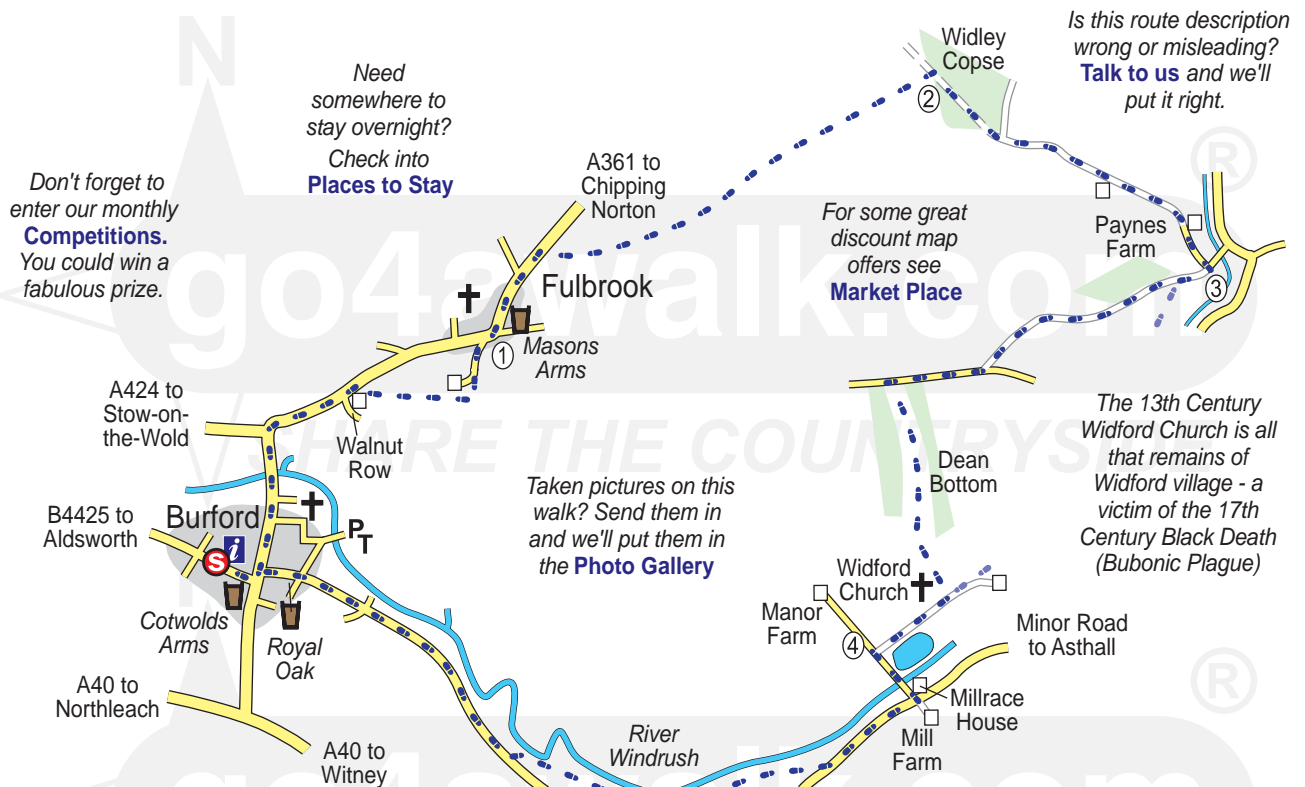 N
Need
somewhere to
stay overnight?
Check into
Places to Stay
Don't forget to
enter our monthly
Competitions.
You could win a
fabulous prize.
A361 to
Chipping
Norton
Widley
Copse
2
Is this route description
wrong or misleading?
Talk to us and we'll
put it right.
®
For some great
discount map
offers see
Market Place
Paynes
Farm
3
go4awalk.com
Fulbrook
1
Masons
Arms
A424 to
Stow-on-
the-Wold
Walnut
Row
SHARE THE COUNTRYSIDE
The 13th Century
Widford Church is all
that remains of
Widford village - a
victim of the 17th
Century Black Death
(Bubonic Plague)
Dean
Bottom
Taken pictures on this
walk? Send them in
and we'll put them in
the Photo Gallery
B4425 to
Aldsworth
Burford
i
S
P
T
N
Cotwolds
Arms
Royal
Oak
Widford
Church
Manor
Farm
4
Minor Road
to Asthall
®
Millrace
House
Mill
Farm
A40 to
Northleach
A40 to
Witney
River
Windrush
go4awalk.com